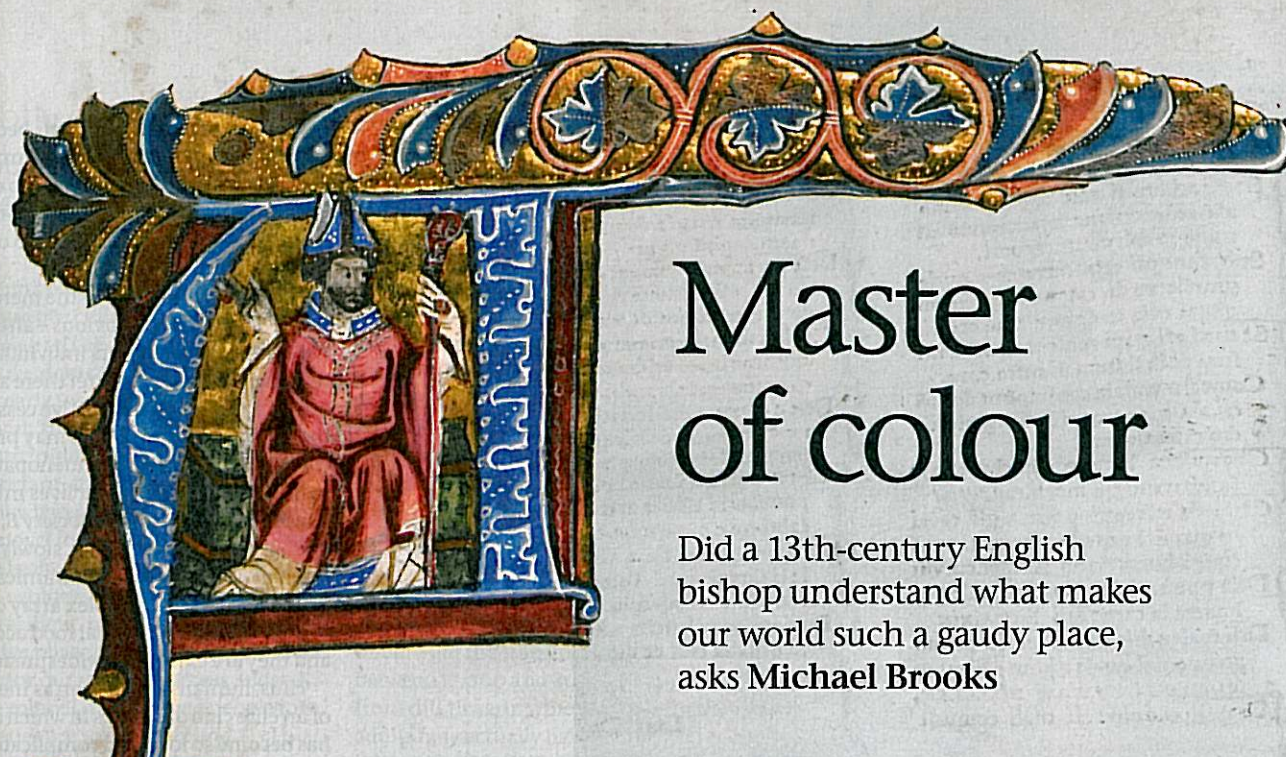 Master
of colour
Did a 13th-century English
bishop understand what makes
our world such a gaudy place,
asks Michael Brooks